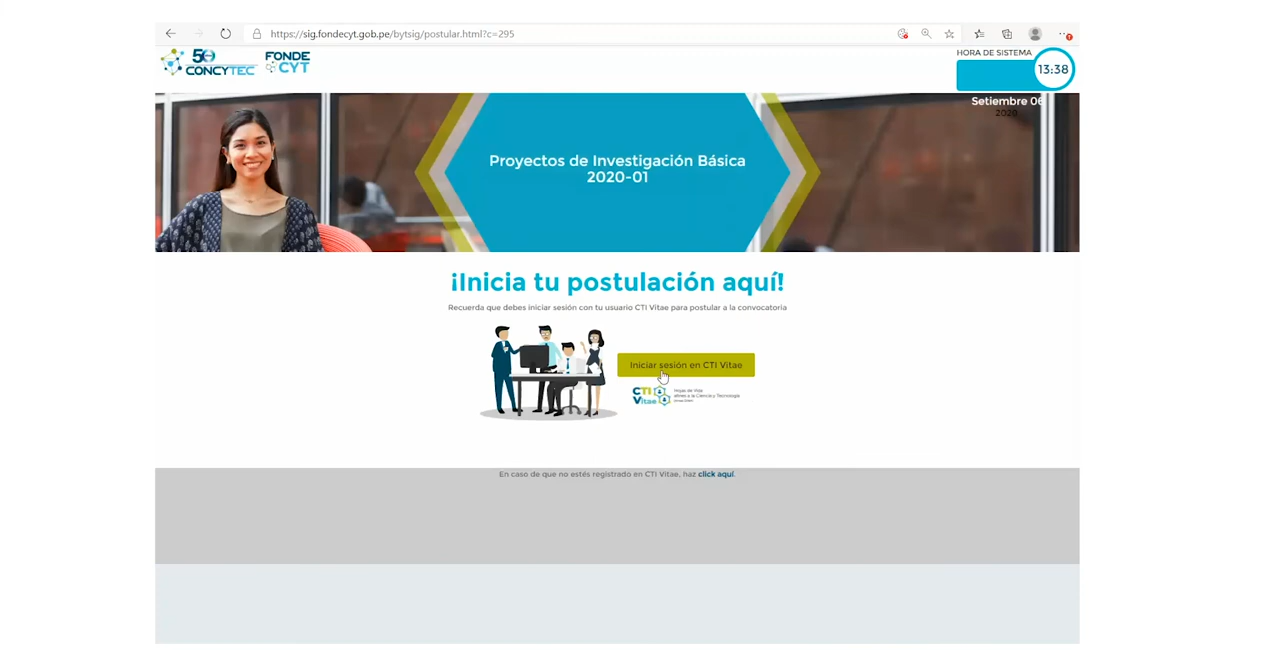 https://sig.fondecyt.gob.pe/bytsig/postular.html?c=295
50
CONCYTEC
FONDE
CYT
HORA DE SISTEMA
13:38
Setiembre 06
2020
Proyectos de Investigación Básica
2020-01
¡Inicia tu postulación aquí!
Recuerda que debes iniciar sesión con tu usuario CTI Vitae para postular a la convocatoria
Iniciar sesión en CTI Vitae
CTI
Vitae
Hojas de Vida
afines a la Ciencia y Tecnología
En caso de que no estés registrado en CTI Vitae, haz click aquí.